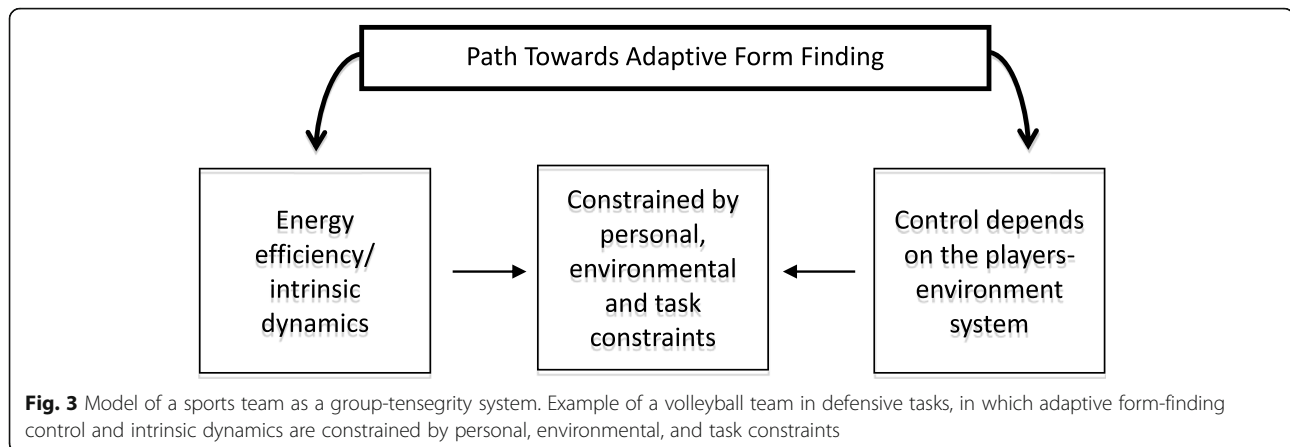 Path Towards Adaptive Form Finding
Energy
efficiency/
intrinsic
dynamics
Constrained by
personal,
environmental
and task
constraints
Control depends
on the players-
environment
system
Fig. 3 Model of a sports team as a group-tensegrity system. Example of a volleyball team in defensive tasks, in which adaptive form-finding
control and intrinsic dynamics are constrained by personal, environmental, and task constraints